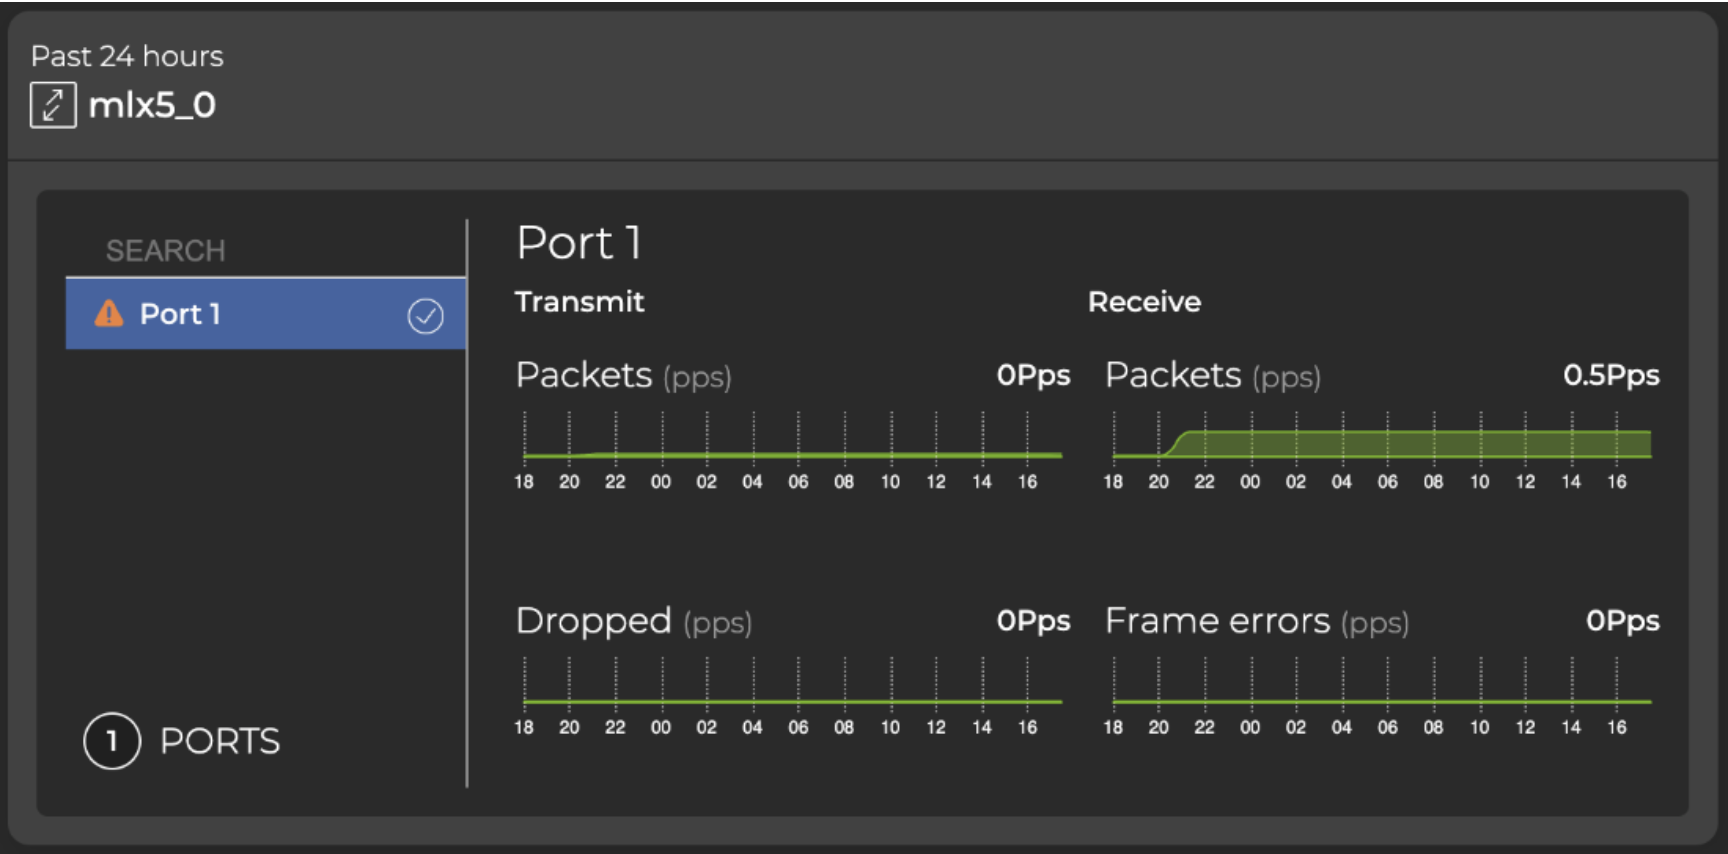 Past 24 hours
mlx5_0
SEARCH
Port 1
1 PORTS
Port 1
Transmit
Receive
Packets (pps) 0Pps
18 20 22 00 02 04 06 08 10 12 14 16
Packets (pps) 0.5Pps
18 20 22 00 02 04 06 08 10 12 14 16
Dropped (pps) 0Pps
18 20 22 00 02 04 06 08 10 12 14 16
Frame errors (pps) 0Pps
18 20 22 00 02 04 06 08 10 12 14 16